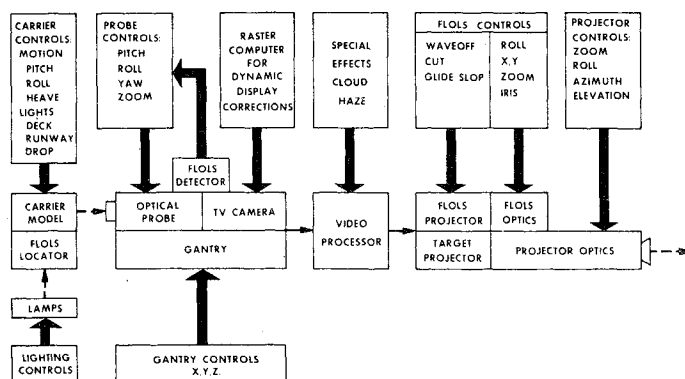 CARRIER
CONTROLS:
MOTION
PITCH
ROLL
HEAVE
LIGHTS
DECK
RUNWAY
DROP
PROBE
CONTROLS:
PITCH
ROLL
YAW
ZOOM
RASTER
COMPUTER
FOR
DYNAMIC
DISPLAY
CORRECTIONS
SPECIAL
EFFECTS
CLOUD
HAZE
FLOLS CONTROLS
WAVEOFF
CUT
GLIDE SLOP
ROLL
X,Y
ZOOM
IRIS
PROJECTOR
CONTROLS:
ZOOM
ROLL
AZIMUTH
ELEVATION
FLOLS
DETECTOR
CARRIER
MODEL
FLOLS
LOCATOR
OPTICAL
PROBE
TV CAMERA
GANTRY
VIDEO
PROCESSOR
FLOLS
PROJECTOR
FLOLS
OPTICS
TARGET
PROJECTOR
PROJECTOR OPTICS
LAMPS
LIGHTING
CONTROLS
GANTRY CONTROLS
X,Y,Z.